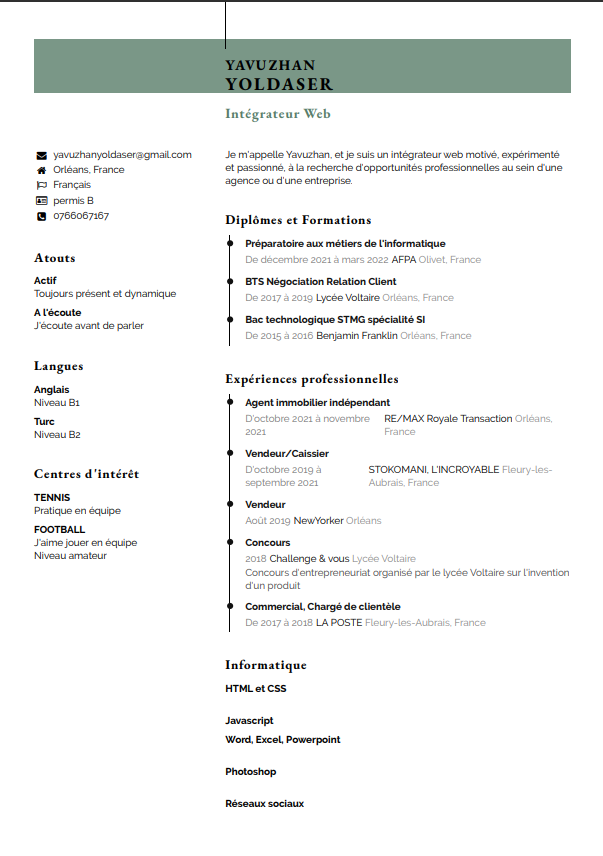 YAVUZHAN
YOLDASER
Intégrateur Web
yavuzhanyoldaser@gmail.com
Orléans, France
Français
permis B
0766067167
Atouts
Actif
Toujours présent et dynamique
A l'écoute
J'écoute avant de parler
Langues
Anglais
Niveau B1
Turc
Niveau B2
Centres d'intérêt
TENNIS
Pratique en équipe
FOOTBALL
J'aime jouer en équipe
Niveau amateur
Je m'appelle Yavuzhan, et je suis un intégrateur web motivé, expérimenté
et passionné, à la recherche d'opportunités professionnelles au sein d'une
agence ou d'une entreprise.
Diplômes et Formations
Préparatoire aux métiers de l'informatique
De décembre 2021 à mars 2022 AFPA Olivet, France
BTS Négociation Relation Client
De 2017 à 2019 Lycée Voltaire Orléans, France
Bac technologique STMG spécialité SI
De 2015 à 2016 Benjamin Franklin Orléans, France
Expériences professionnelles
Agent immobilier indépendant
D'octobre 2021 à novembre 2021
RE/MAX Royale Transaction Orléans, France
Vendeur/Caissier
D'octobre 2019 à septembre 2021
STOKOMANI, L'INCROYABLE Fleury-les-Aubrais, France
Vendeur
Août 2019 NewYorker Orléans
Concours
2018 Challenge & vous Lycée Voltaire
Concours d'entrepreneuriat organisé par le lycée Voltaire sur l'invention
d'un produit
Commercial, Chargé de clientèle
De 2017 à 2018 LA POSTE Fleury-les-Aubrais, France
Informatique
HTML et CSS
Javascript
Word, Excel, Powerpoint
Photoshop
Réseaux sociaux